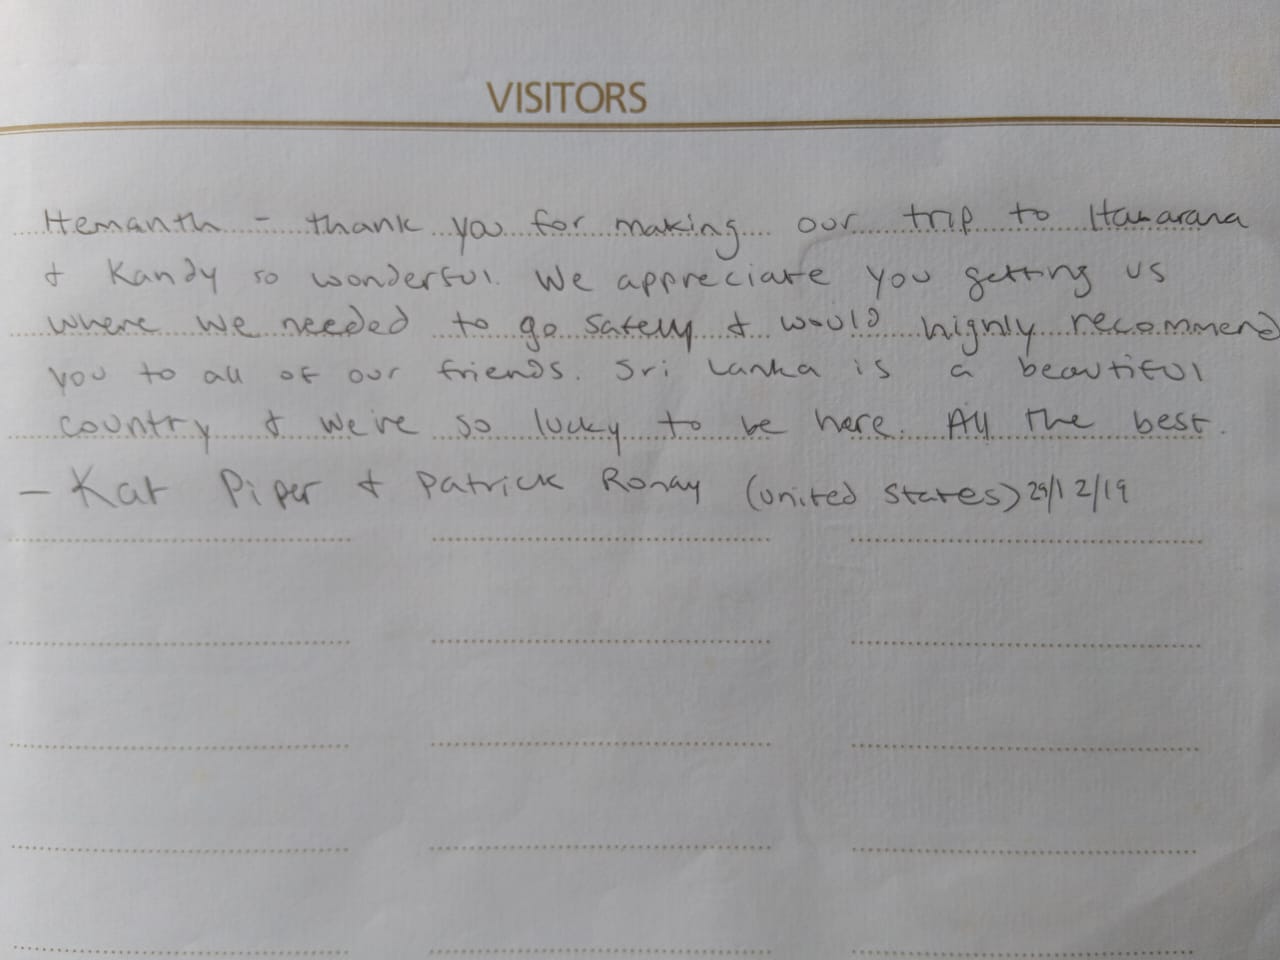 VISITORS
Hemanth - thank you for making our trip to Habarana
& Kandy so wonderful. We appreciate you getting us
where we needed to go safely & would highly recommend
you to all of our friends. Sri Lanka is a beautiful
country & we're so lucky to be here. All the best.
- Kat Piper & Patrick Ronay (United States) 29/12/19